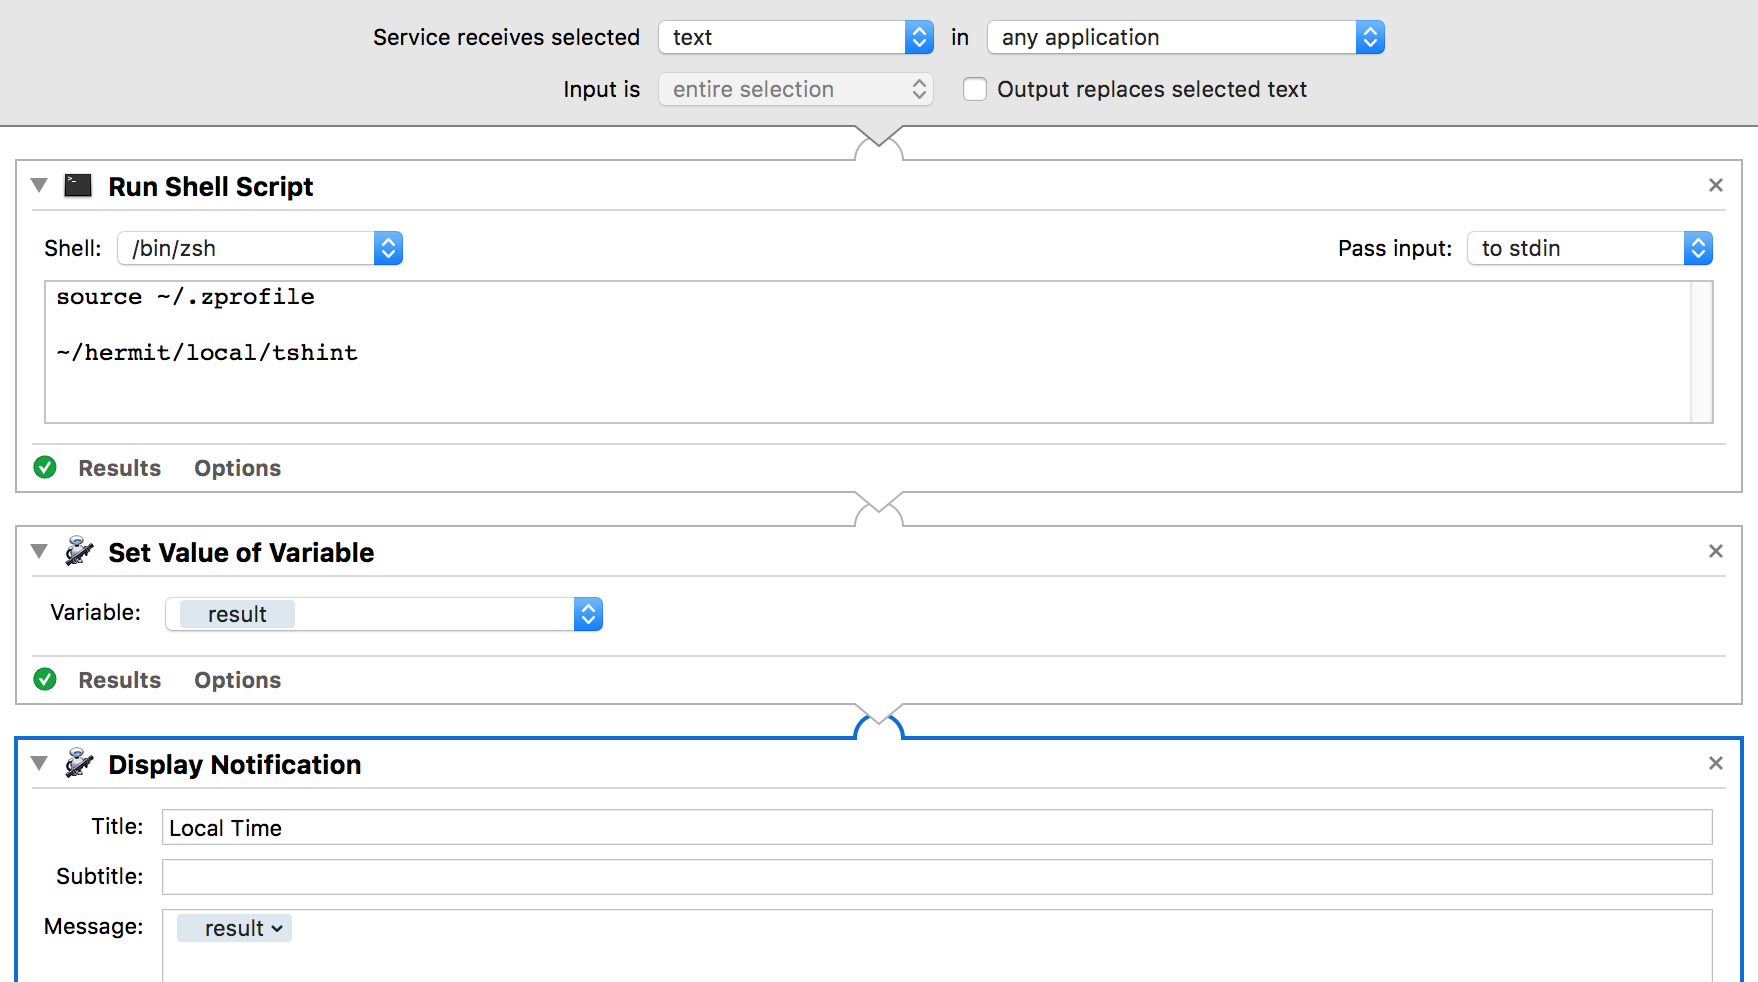 Service receives selected text in any application
Input is entire selection Output replaces selected text
Run Shell Script
Shell: /bin/zsh Pass input: to stdin
source ~/.zprofile
~/hermit/local/tshint
Results Options
Set Value of Variable
Variable: result
Results Options
Display Notification
Title: Local Time
Subtitle:
Message: result